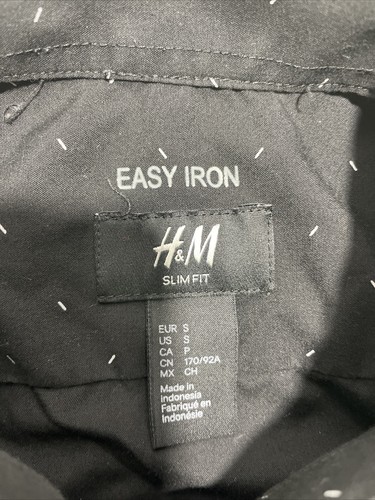 EASY IRON
H&M
SLIM FIT
EUR S
US S
CA P
CN 170/92A
MX CH
Made in
Indonesia
Fabriqué en
Indonésie